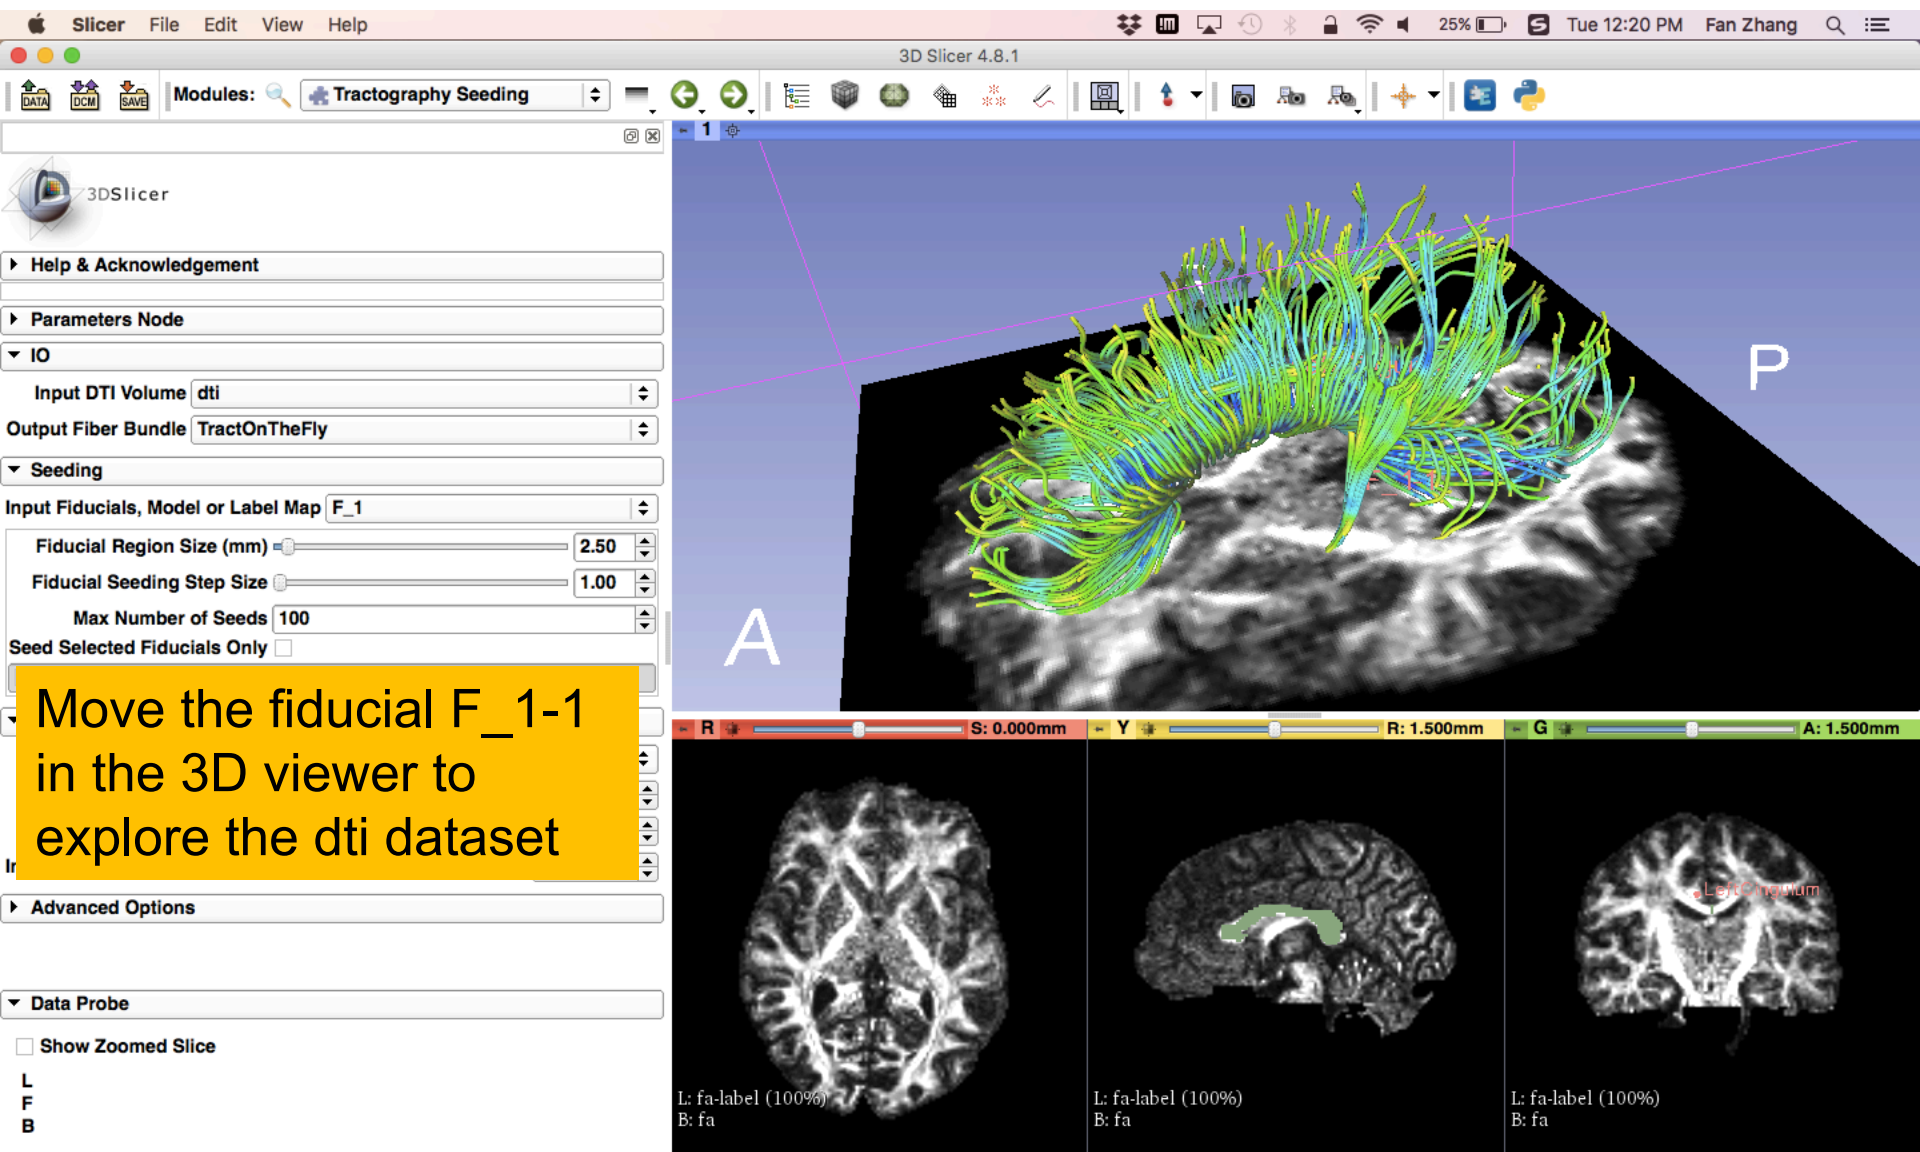 Slicer File Edit View Help
25% Tue 12:20 PM Fan Zhang
3D Slicer 4.8.1
DATA DCM SAVE Modules: Tractography Seeding
1
3DSlicer
Help & Acknowledgement
Parameters Node
IO
Input DTI Volume dti
Output Fiber Bundle TractOnTheFly
Seeding
Input Fiducials, Model or Label Map F_1
Fiducial Region Size (mm) 2.50
Fiducial Seeding Step Size 1.00
Max Number of Seeds 100
Seed Selected Fiducials Only
Move the fiducial F_1-1
in the 3D viewer to
explore the dti dataset
Advanced Options
Data Probe
Show Zoomed Slice
L
F
B
P
A
R S: 0.000mm
Y R: 1.500mm
G A: 1.500mm
LeftCingulum
L: fa-label (100%)
B: fa
L: fa-label (100%)
B: fa
L: fa-label (100%)
B: fa